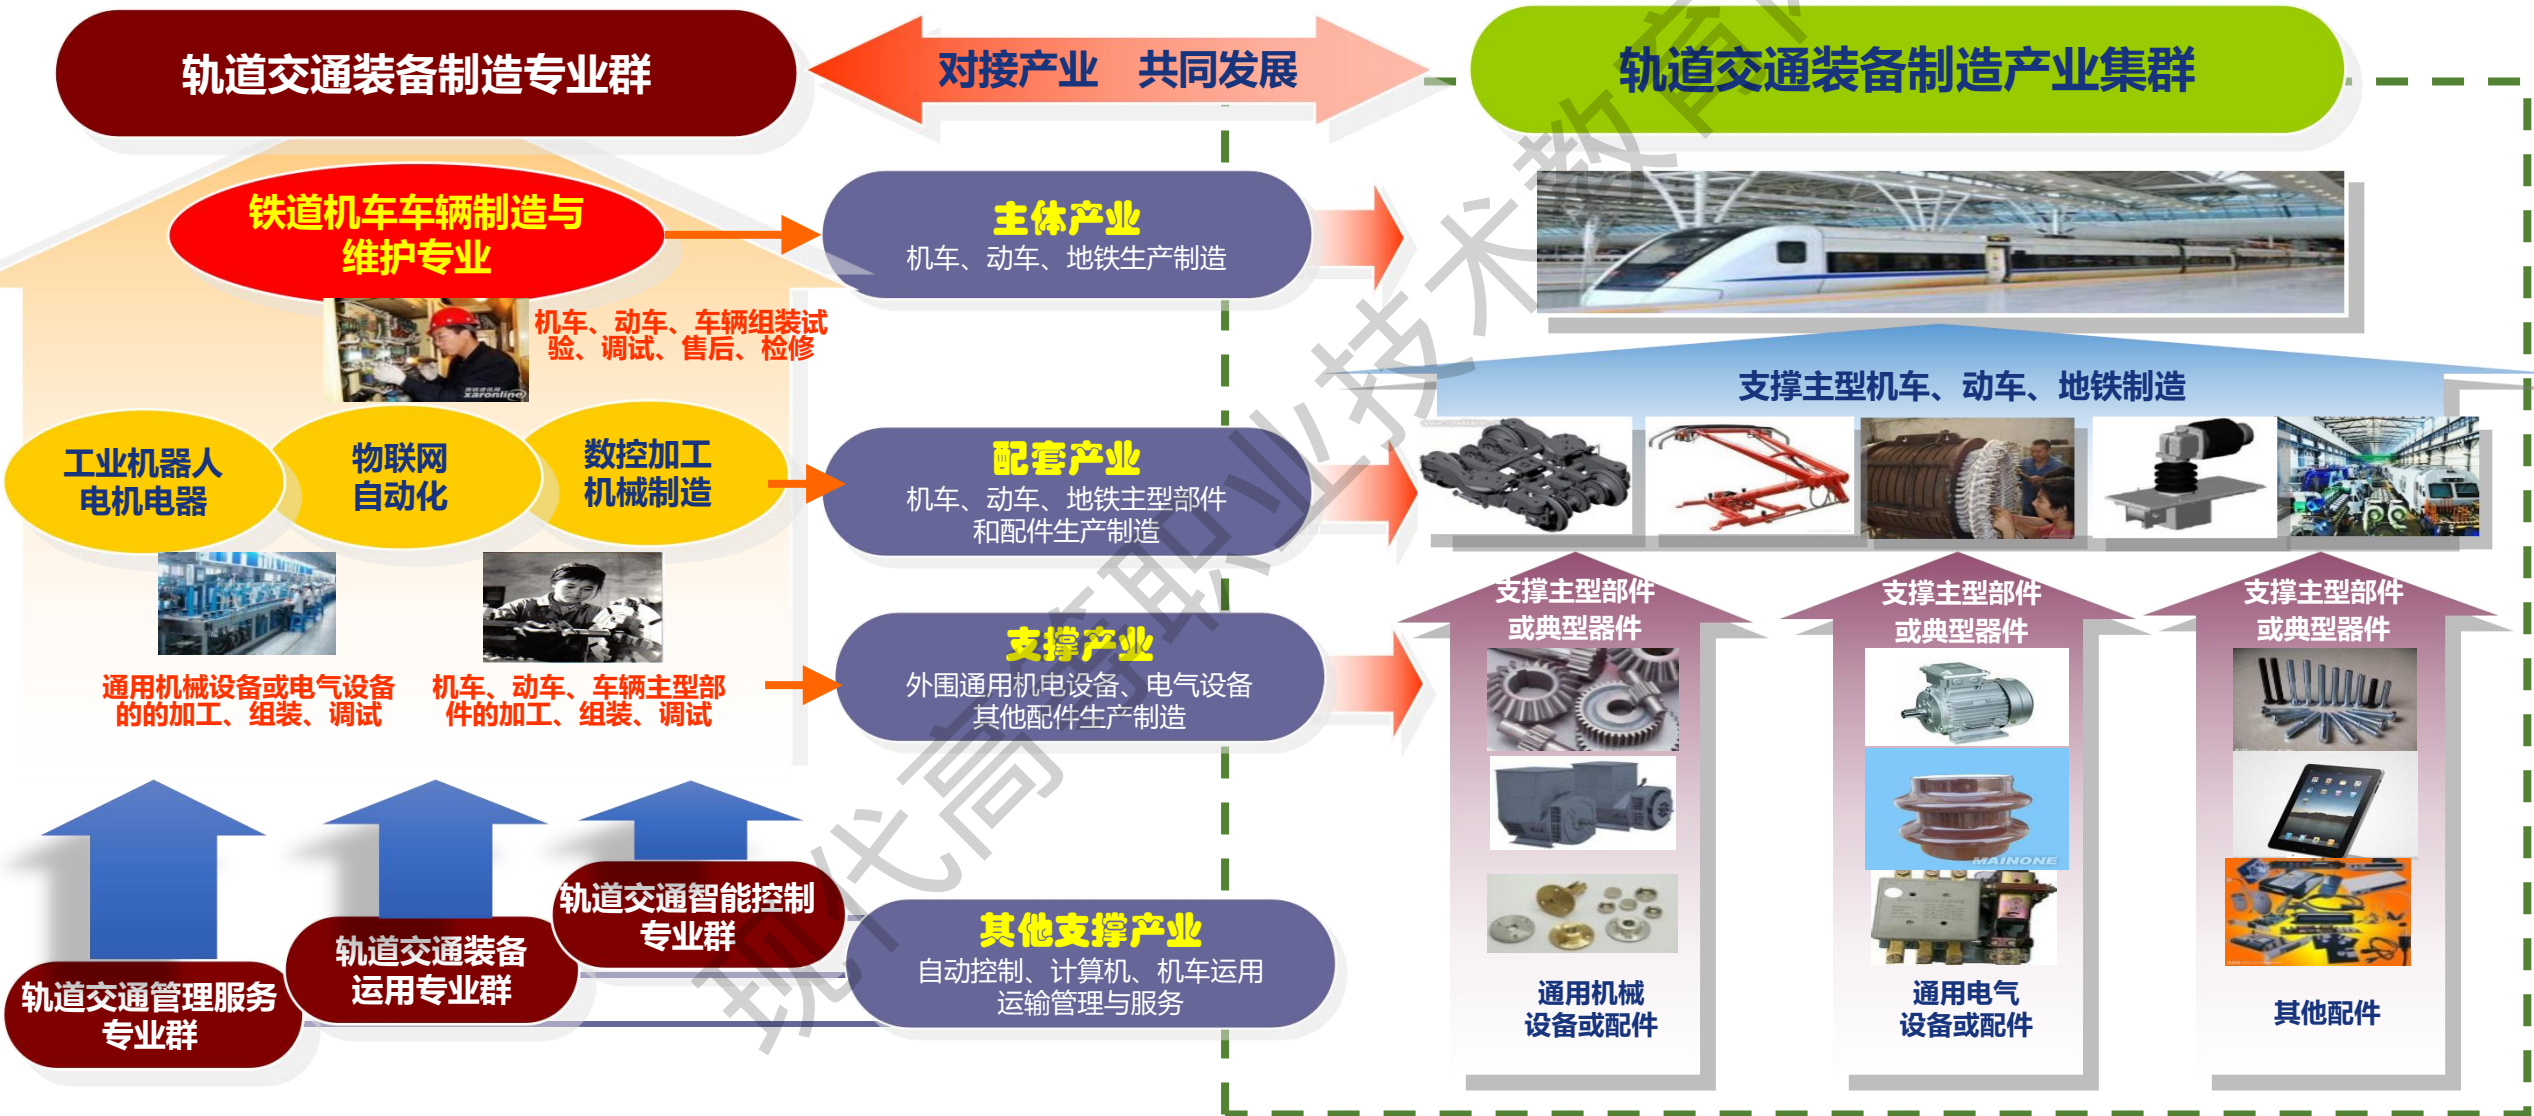 轨道交通装备制造专业群
对接产业 共同发展
轨道交通装备制造产业集群
铁道机车车辆制造与
维护专业
主体产业
机车、动车、地铁生产制造
机车、动车、车辆组装试
验、调试、售后、检修
xaronline
支撑主型机车、动车、地铁制造
工业机器人
电机电器
物联网
自动化
数控加工
机械制造
配套产业
机车、动车、地铁主型部件
和配件生产制造
支撑主型部件
或典型器件
支撑主型部件
或典型器件
支撑主型部件
或典型器件
通用机械设备或电气设备
的的加工、组装、调试
机车、动车、车辆主型部
件的加工、组装、调试
支撑产业
外围通用机电设备、电气设备
其他配件生产制造
MAINONE
轨道交通智能控制
专业群
轨道交通装备
运用专业群
轨道交通管理服务
专业群
其他支撑产业
自动控制、计算机、机车运用
运输管理与服务
通用机械
设备或配件
通用电气
设备或配件
其他配件
现代高等职业技术教育